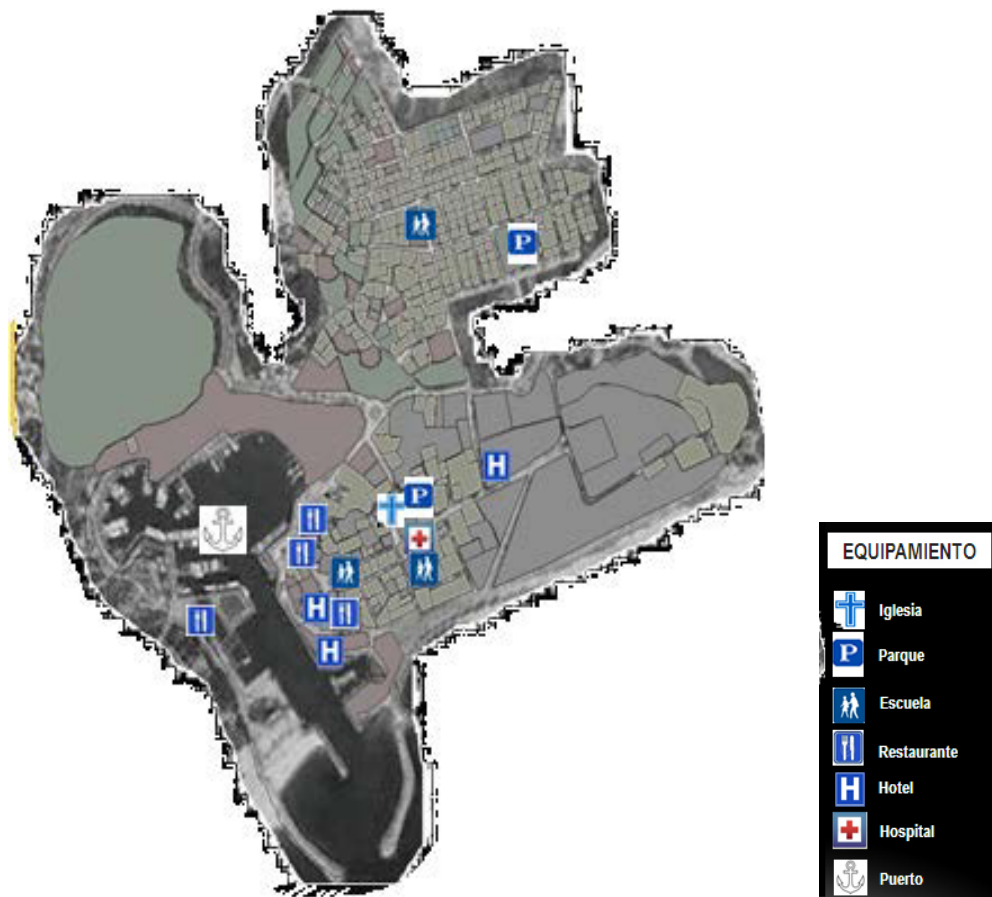 P
H
P
H
H
EQUIPAMIENTO
Iglesia
P Parque
Escuela
Restaurante
H Hotel
Hospital
Puerto